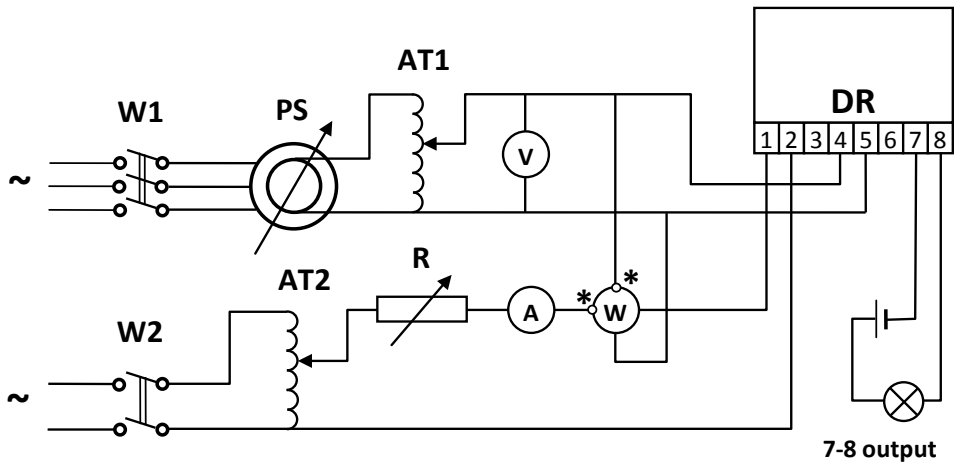 AT1
W1
PS
DR
1 2 3 4 5 6 7 8
V
~
R
AT2
* *
A
W
W2
~
7-8 output